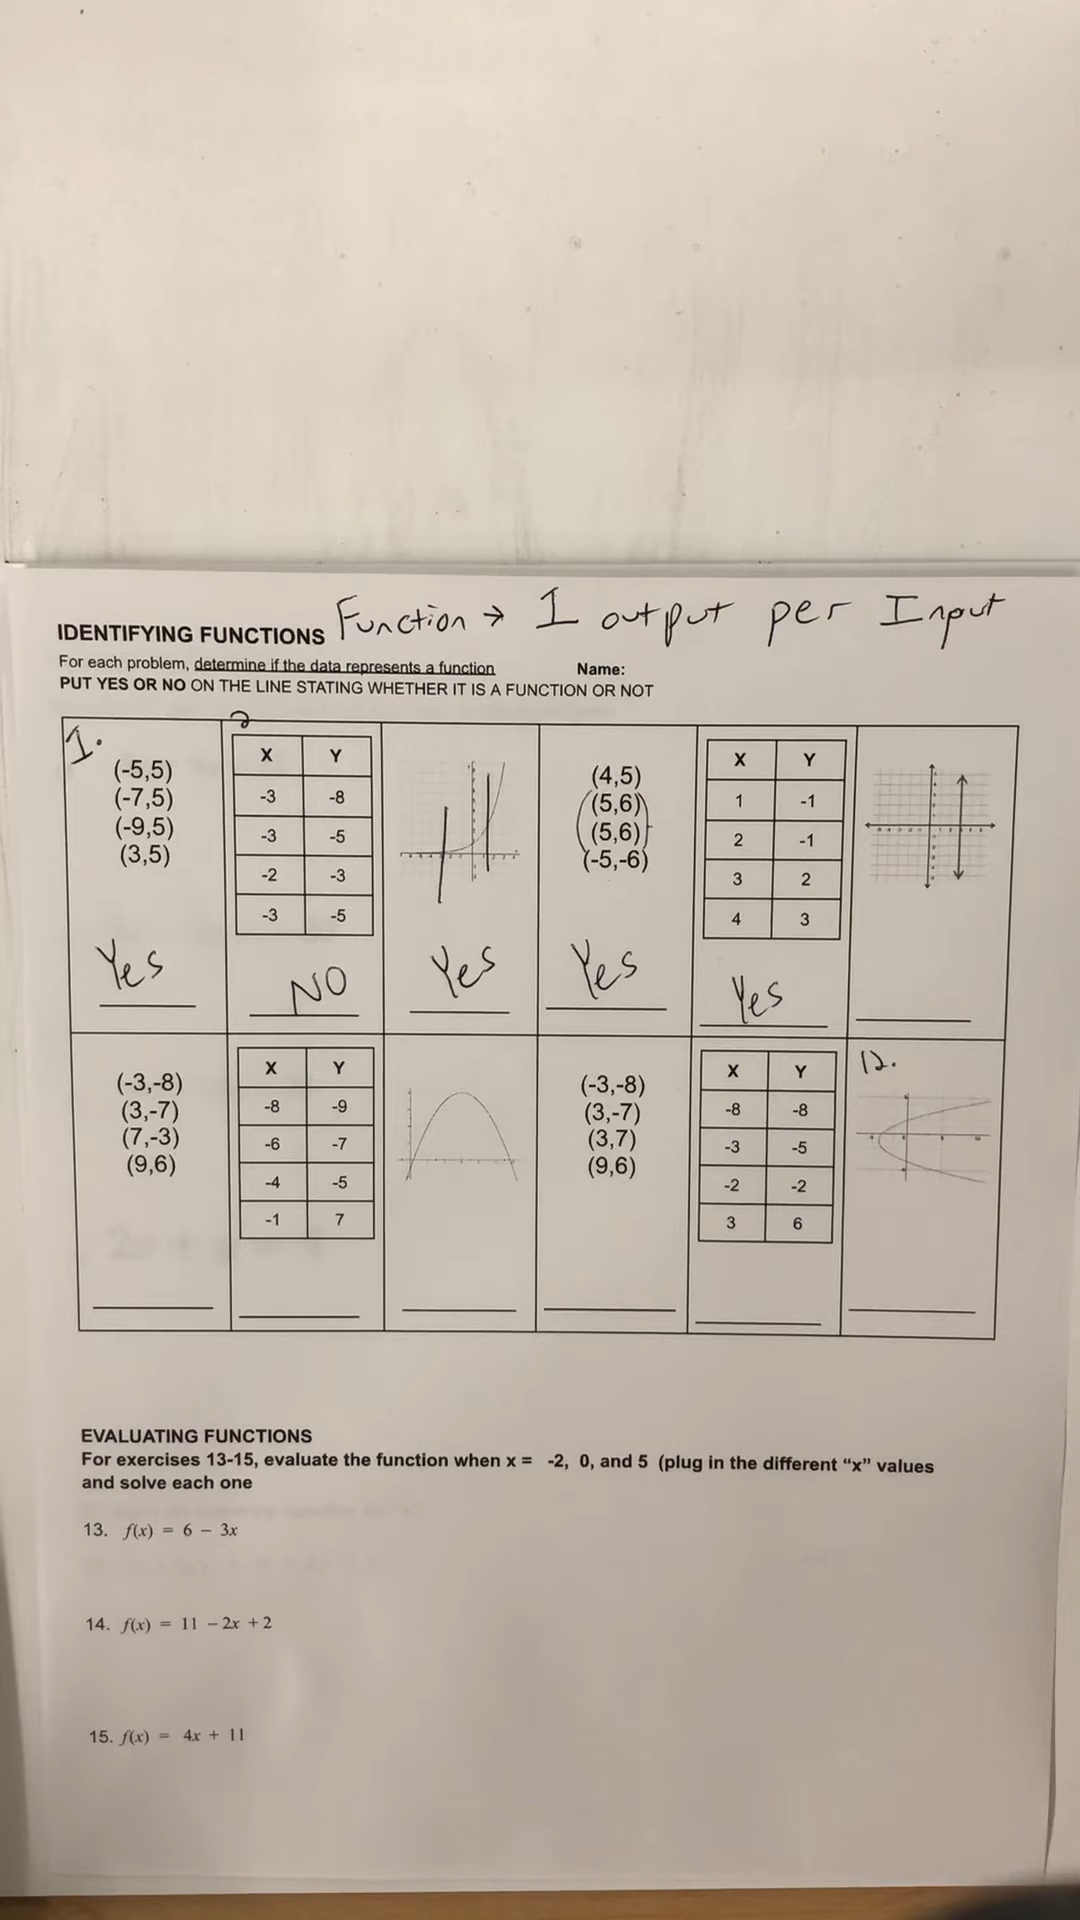 Function → 1 output per Input
IDENTIFYING FUNCTIONS
For each problem, determine if the data represents a function Name:
PUT YES OR NO ON THE LINE STATING WHETHER IT IS A FUNCTION OR NOT
1.
(-5,5)
(-7,5)
(-9,5)
(3,5)
Yes
2
X Y
-3 -8
-3 -5
-2 -3
-3 -5
NO
Yes
(4,5)
(5,6)
(5,6)
(-5,-6)
Yes
X Y
1 -1
2 -1
3 2
4 3
Yes
(-3,-8)
(3,-7)
(7,-3)
(9,6)
X Y
-8 -9
-6 -7
-4 -5
-1 7
(-3,-8)
(3,-7)
(3,7)
(9,6)
X Y
-8 -8
-3 -5
-2 -2
3 6
12.
EVALUATING FUNCTIONS
For exercises 13-15, evaluate the function when x = -2, 0, and 5 (plug in the different “x” values
and solve each one
13. f(x) = 6 – 3x
14. f(x) = 11 – 2x + 2
15. f(x) = 4x + 11